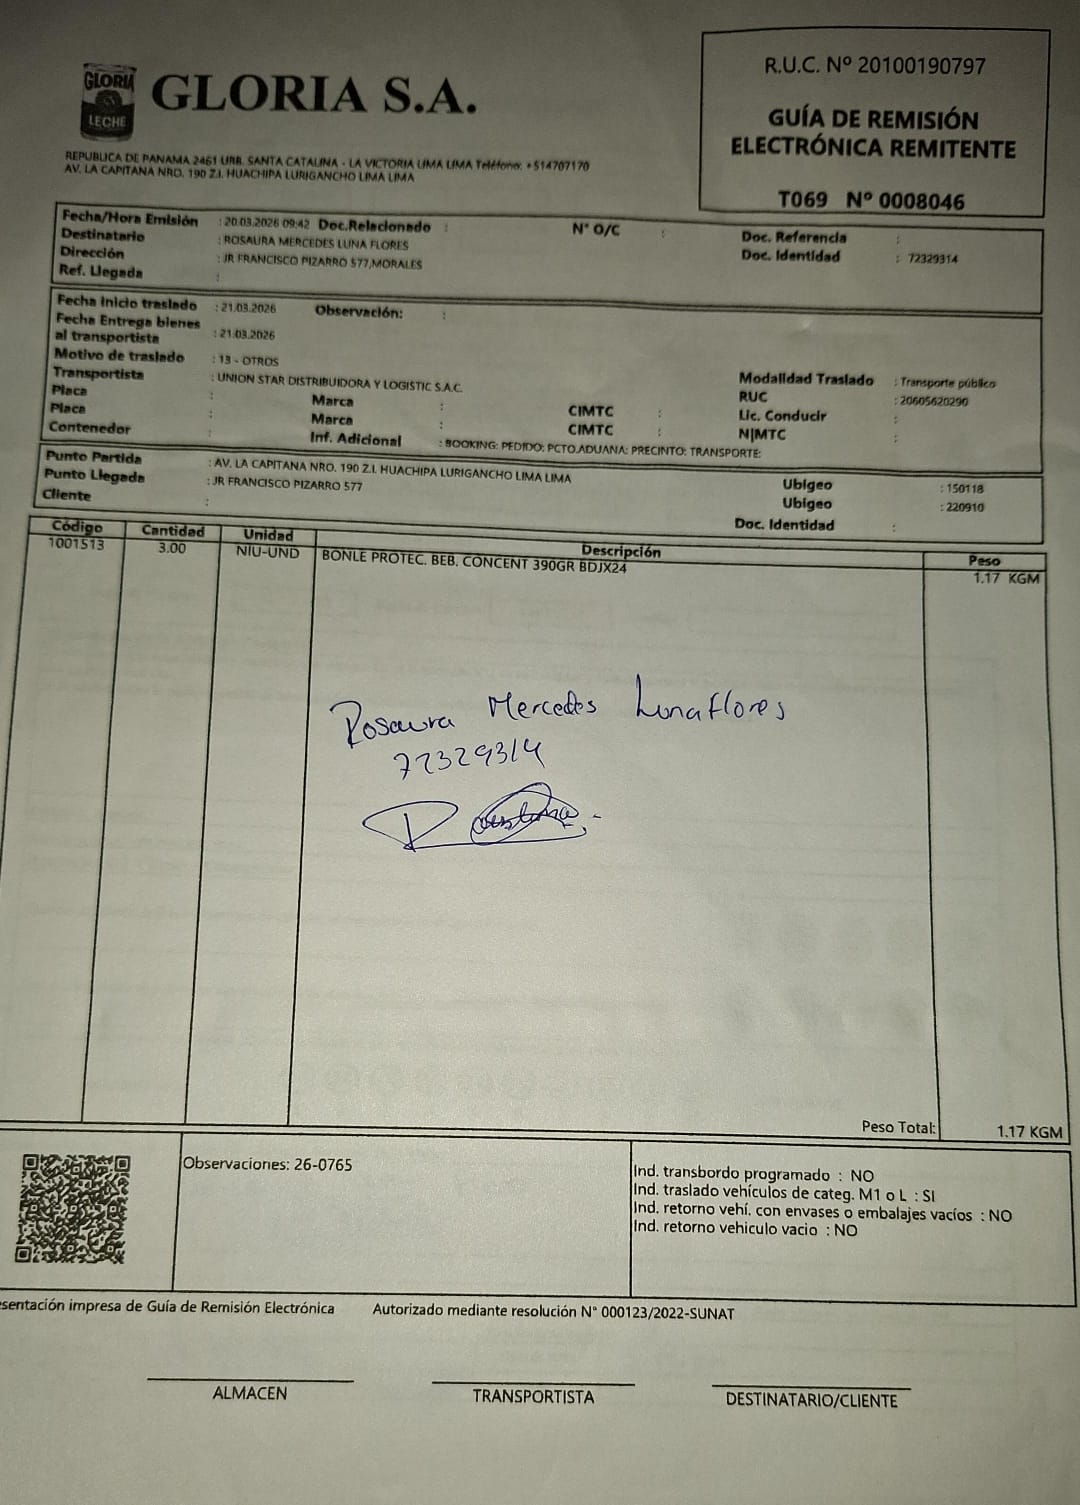 GLORIA
LECHE
GLORIA S.A.
REPUBLICA DE PANAMA 2461 URB. SANTA CATALINA - LA VICTORIA LIMA LIMA Teléfono: +514707170
AV. LA CAPITANA NRO. 190 Z.I. HUACHIPA LURIGANCHO LIMA LIMA
R.U.C. Nº 20100190797
GUÍA DE REMISIÓN
ELECTRÓNICA REMITENTE
T069 Nº 0008046
Fecha/Hora Emisión : 20.03.2026 09:42 Doc.Relacionado : N° O/C : Doc. Referencia :
Destinatario : ROSAURA MERCEDES LUNA FLORES Doc. Identidad : 72329314
Dirección : JR FRANCISCO PIZARRO 577,MORALES
Ref. Llegada :
Fecha Inicio traslado : 21.03.2026 Observación: :
Fecha Entrega bienes
al transportista : 21.03.2026
Motivo de traslado : 13 - OTROS
Transportista : UNION STAR DISTRIBUIDORA Y LOGISTIC S.A.C. Modalidad Traslado : Transporte público
RUC : 20605620290
Placa : Marca : CIMTC : Lic. Conducir :
Placa : Marca : CIMTC : N|MTC :
Contenedor : Inf. Adicional : BOOKING: PEDIDO: PCTO.ADUANA: PRECINTO: TRANSPORTE:
Punto Partida : AV. LA CAPITANA NRO. 190 Z.I. HUACHIPA LURIGANCHO LIMA LIMA Ubigeo : 150118
Punto Llegada : JR FRANCISCO PIZARRO 577 Ubigeo : 220910
Cliente : Doc. Identidad :
Código Cantidad Unidad Descripción Peso
1001513 3.00 NIU-UND BONLE PROTEC. BEB. CONCENT 390GR BDJX24 1.17 KGM
Rosaura Mercedes Luna Flores
72329314
Peso Total: 1.17 KGM
Observaciones: 26-0765
Ind. transbordo programado : NO
Ind. traslado vehículos de categ. M1 o L : SI
Ind. retorno vehí. con envases o embalajes vacíos : NO
Ind. retorno vehiculo vacio : NO
esentación impresa de Guía de Remisión Electrónica Autorizado mediante resolución N° 000123/2022-SUNAT
ALMACEN TRANSPORTISTA DESTINATARIO/CLIENTE